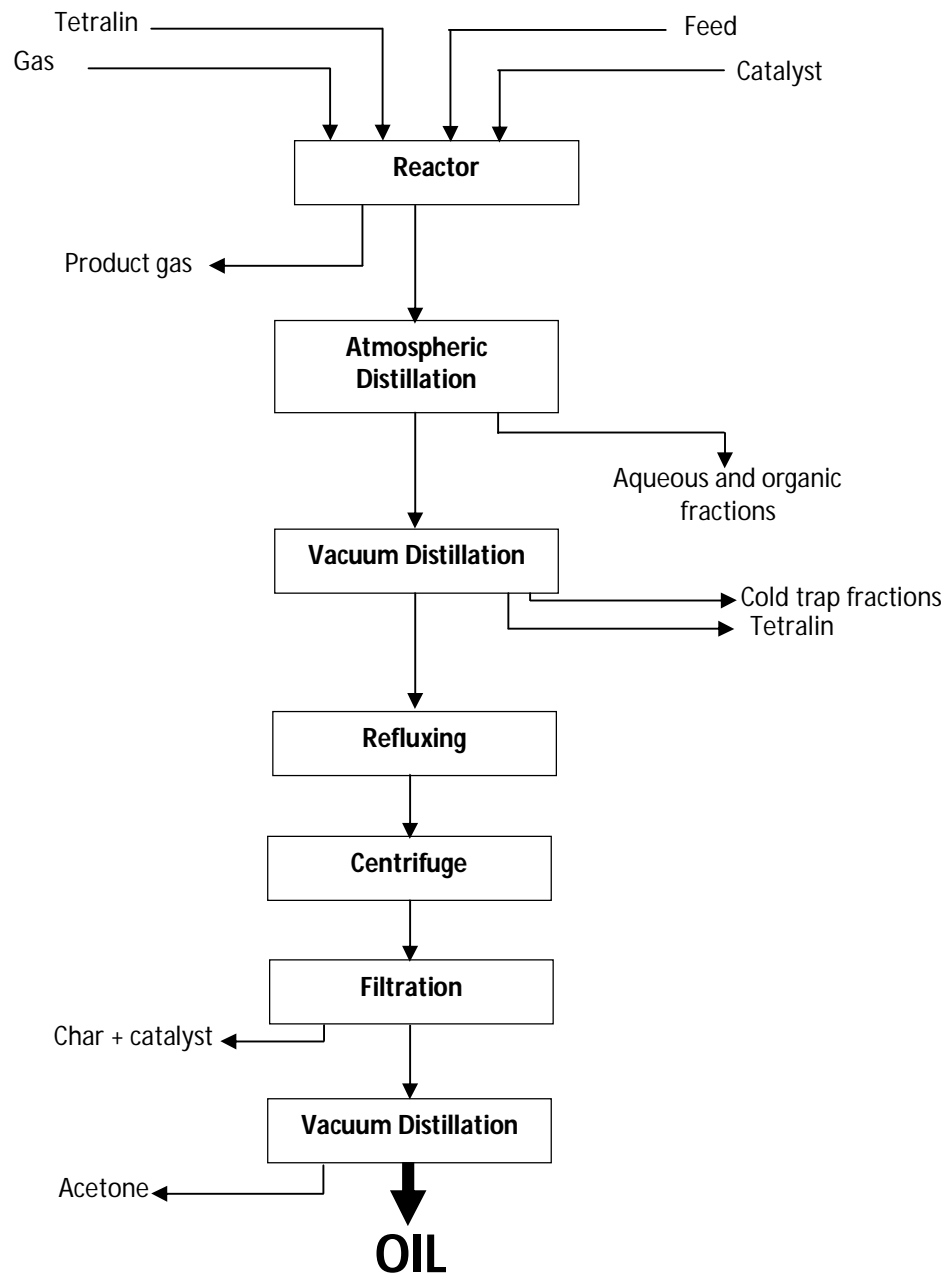 Tetralin
Feed
Gas
Catalyst
Reactor
Product gas
Atmospheric
Distillation
Aqueous and organic
fractions
Vacuum Distillation
Cold trap fractions
Tetralin
Refluxing
Centrifuge
Filtration
Char + catalyst
Vacuum Distillation
Acetone
OIL